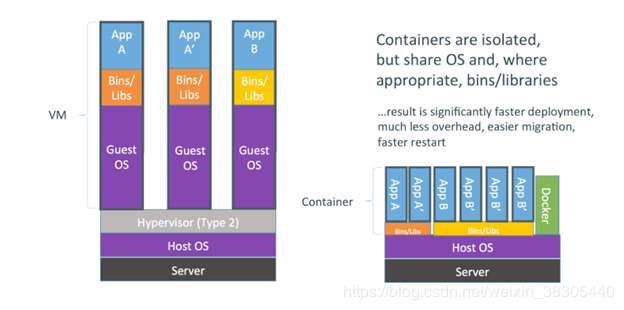 VM
App
A
App
A'
App
B
Bins/
Libs
Bins/
Libs
Bins/
Libs
Guest
OS
Guest
OS
Guest
OS
Hypervisor (Type 2)
Host OS
Server
Containers are isolated,
but share OS and, where
appropriate, bins/libraries
...result is significantly faster deployment,
much less overhead, easier migration,
faster restart
Container
App A
App A'
App B
App B'
App B'
App B'
Docker
Bins/Libs
Bins/Libs
Host OS
Server
https://blog.csdn.net/weixin_38305440